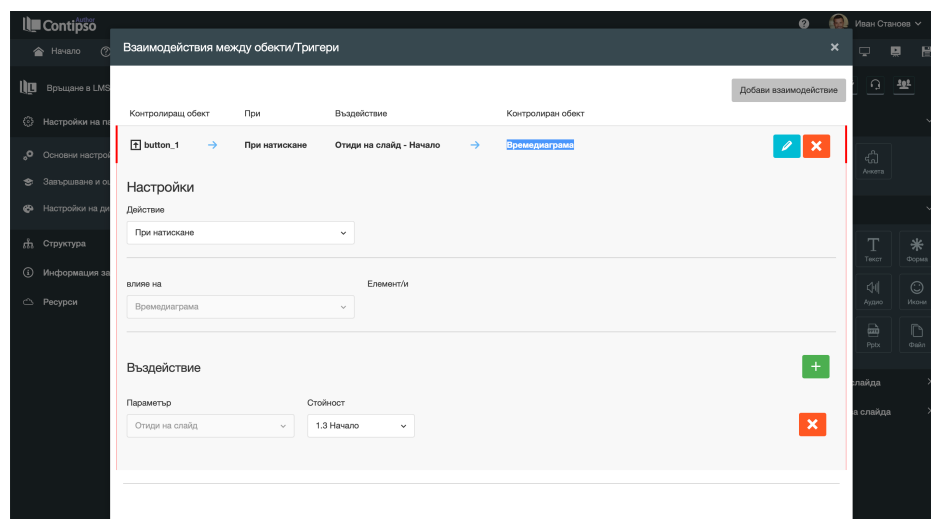 Contipso Author
Иван Станоев
Начало
Взаимодействия между обекти/Тригери
Връщане в LMS
Добави взаимодействие
Контролиращ обект При Въздействие Контролиран обект
Настройки на
button_1 При натискане Отиди на слайд - Начало Времедиаграма
Основни настрой
Анкета
Завършване и оц
Настройки
Настройки на ди
Действие
При натискане
Структура
Текст Форма
Информация за
влияе на Елемент/и
Ресурси
Времедиаграма
Аудио Икони
Pptx Файл
Въздействие
слайда
Параметър Стойност
а слайда
Отиди на слайд 1.3 Начало